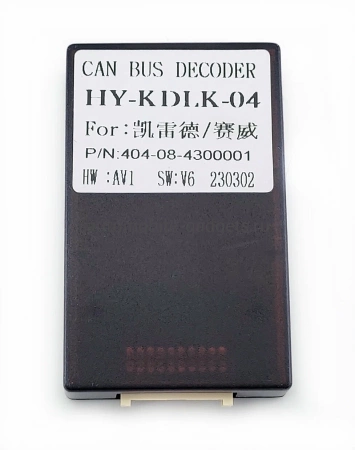 CAN BUS DECODER
HY-KDLK-04
For:凯雷德/赛威
P/N:404-08-4300001
HW :AV1 SW:V6 230302